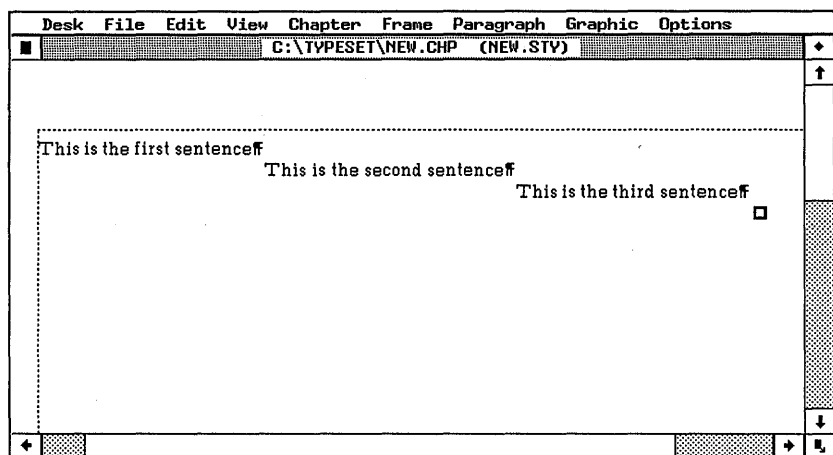 Desk File Edit View Chapter Frame Paragraph Graphic Options
C:\TYPESET\NEW.CHP (NEW.STY)
This is the first sentence¶
This is the second sentence¶
This is the third sentence¶